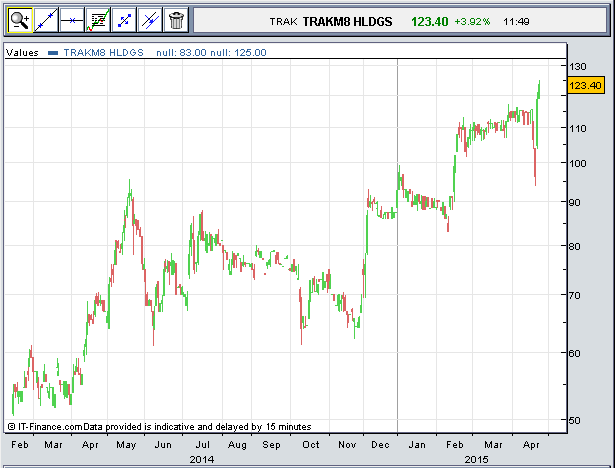 TRAK TRAKM8 HLDGS 123.40 +3.92% 11:49
Values TRAKM8 HLDGS null: 83.00 null: 125.00
130
123.40
110
100
90
80
70
60
50
© IT-Finance.com Data provided is indicative and delayed by 15 minutes
Feb Mar Apr May Jun Jul Aug Sep Oct Nov Dec Feb Mar Apr
2014 2015